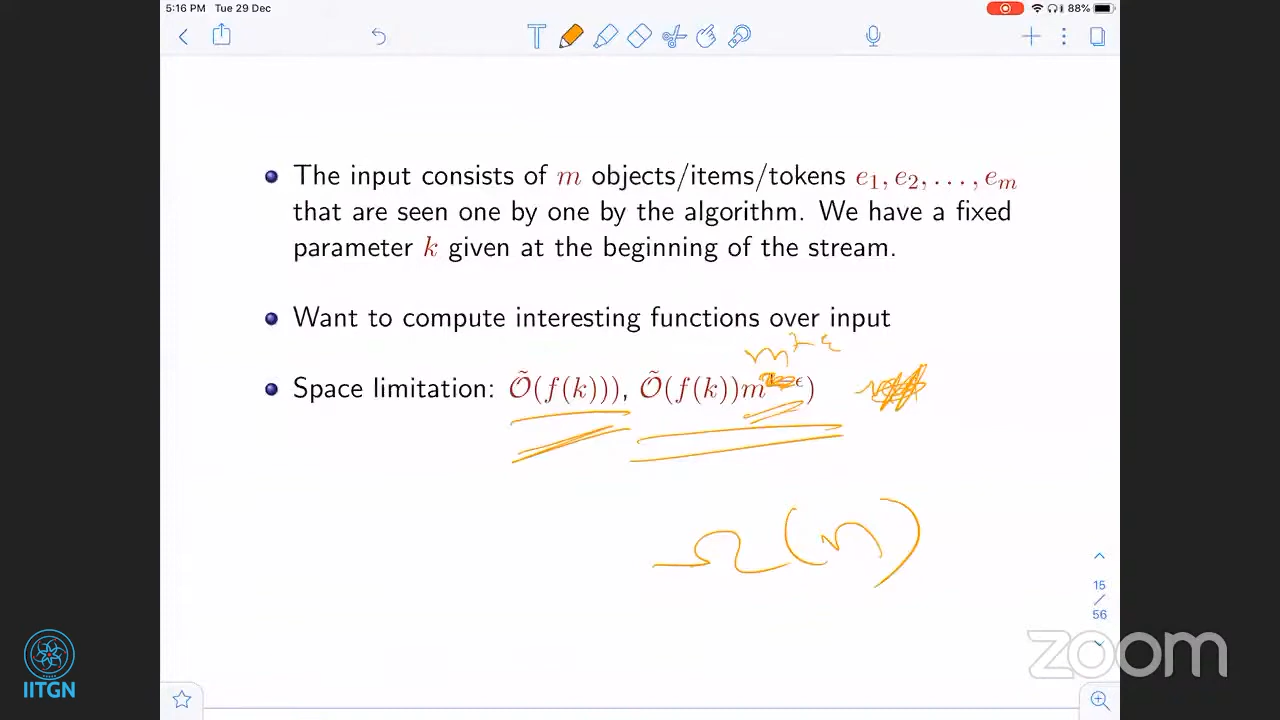 5:16 PM Tue 29 Dec
88%
The input consists of m objects/items/tokens e₁, e₂, . . . , eₘ
that are seen one by one by the algorithm. We have a fixed
parameter k given at the beginning of the stream.
Want to compute interesting functions over input
Space limitation: Õ(f(k))), Õ(f(k))m ϵ)
Ω(n)
15
/
56
IITGN
zoom